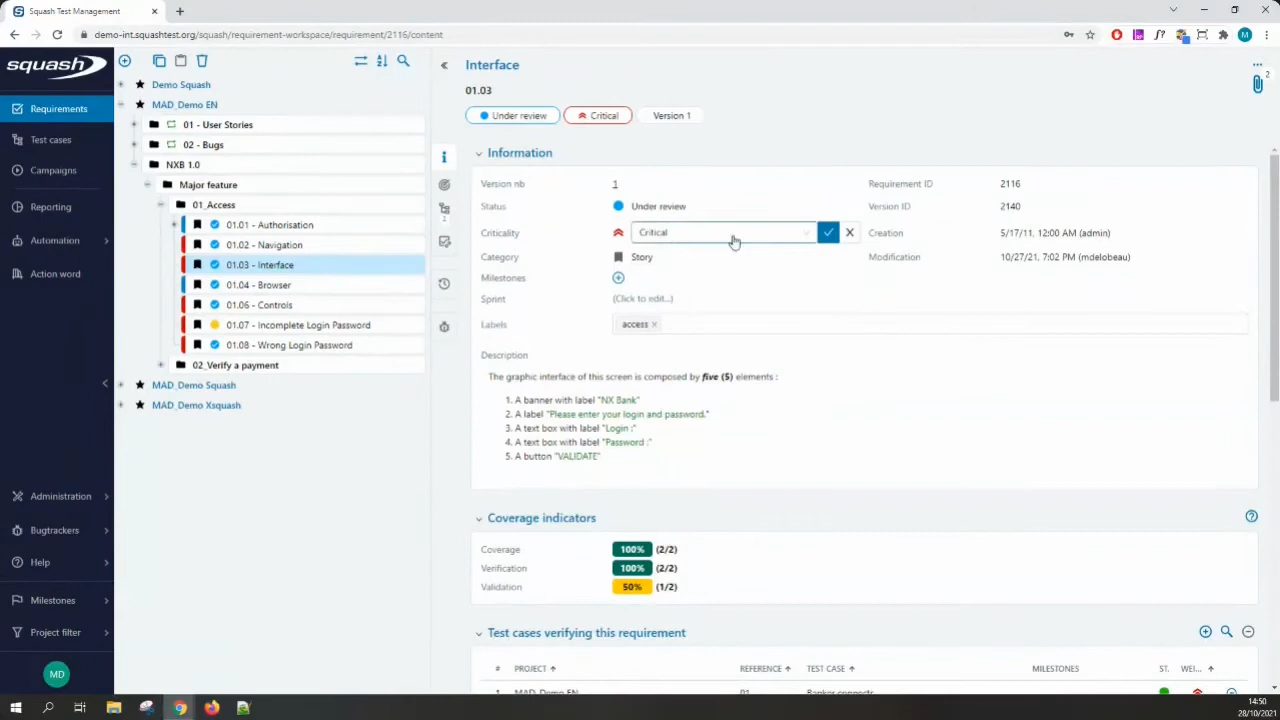 Squash Test Management
demo-int.squashtest.org/squash/requirement-workspace/requirement/2116/content
squash
Requirements
Test cases
Campaigns
Reporting
Automation
Action word
Administration
Bugtrackers
Help
Milestones
Project filter
MD
Demo Squash
MAD_Demo EN
01 - User Stories
02 - Bugs
NXB 1.0
Major feature
01_Access
01.01 - Authorisation
01.02 - Navigation
01.03 - Interface
01.04 - Browser
01.06 - Controls
01.07 - Incomplete Login Password
01.08 - Wrong Login Password
02_Verify a payment
MAD_Demo Squash
MAD_Demo Xsquash
Interface
2
01.03
Under review Critical Version 1
Information
Version nb 1 Requirement ID 2116
Status Under review Version ID 2140
Criticality Critical Creation 5/17/11, 12:00 AM (admin)
Category Story Modification 10/27/21, 7:02 PM (mdelobeau)
Milestones
Sprint (Click to edit...)
Labels access
Description
The graphic interface of this screen is composed by five (5) elements :
1. A banner with label "NX Bank"
2. A label "Please enter your login and password."
3. A text box with label "Login :"
4. A text box with label "Password :"
5. A button "VALIDATE"
Coverage indicators
Coverage 100% (2/2)
Verification 100% (2/2)
Validation 50% (1/2)
Test cases verifying this requirement
# PROJECT REFERENCE TEST CASE MILESTONES ST. WEI...
1 MAD_Demo EN 01 Banker connects
14:50
28/10/2021